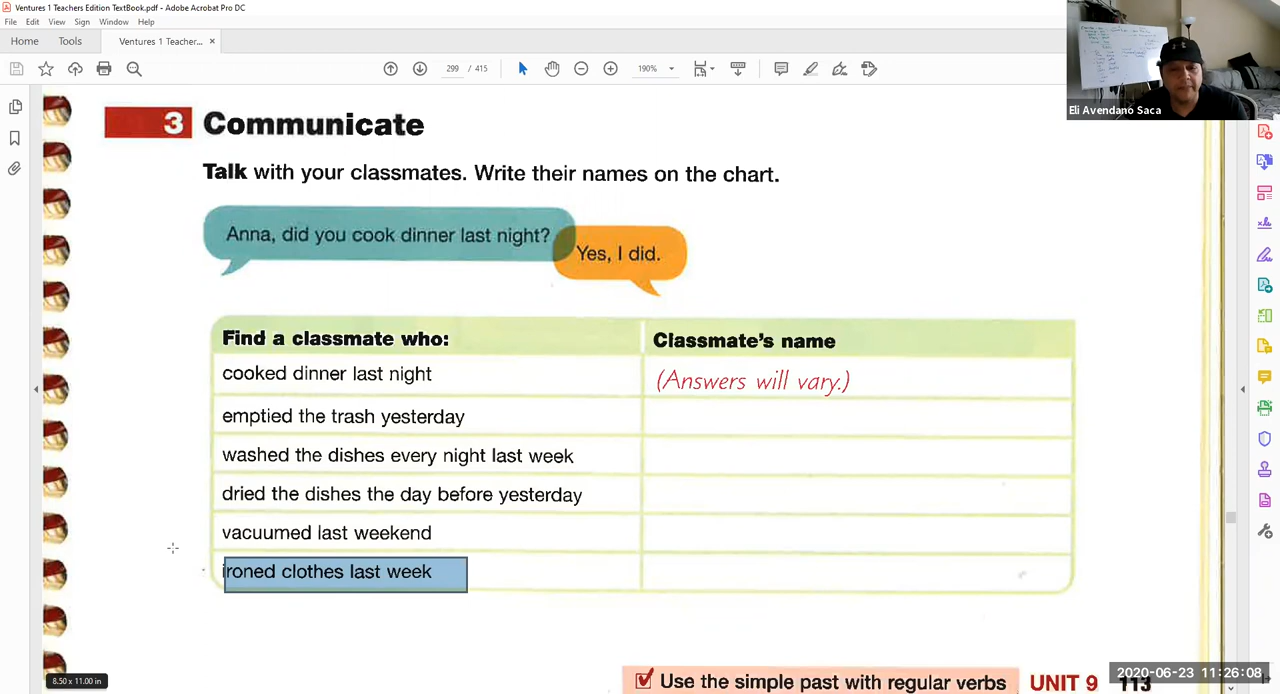 Ventures 1 Teachers Edition TextBook.pdf - Adobe Acrobat Pro DC
File Edit View Sign Window Help
Home Tools Ventures 1 Teacher... ×
299 / 415 190%
Eli Avendano Saca
3 Communicate
Talk with your classmates. Write their names on the chart.
Anna, did you cook dinner last night?
Yes, I did.
Find a classmate who: Classmate's name
cooked dinner last night (Answers will vary.)
emptied the trash yesterday
washed the dishes every night last week
dried the dishes the day before yesterday
vacuumed last weekend
ironed clothes last week
8.50 x 11.00 in
Use the simple past with regular verbs UNIT 9 113
2020-06-23 11:26:08